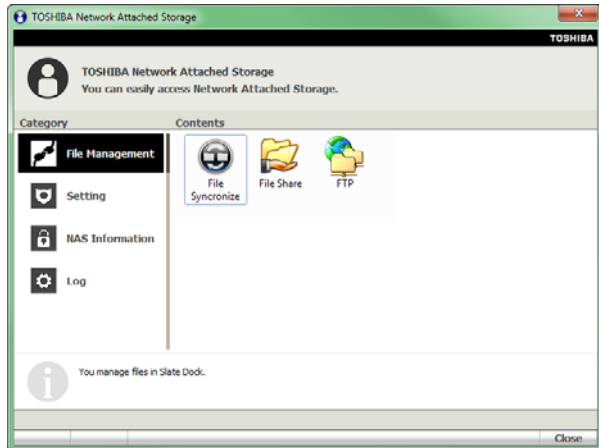 TOSHIBA Network Attached Storage
TOSHIBA
TOSHIBA Network Attached Storage
You can easily access Network Attached Storage.
Category
Contents
File Management
Setting
NAS Information
Log
File
Syncronize
File Share
FTP
You manage files in Slate Dock.
Close